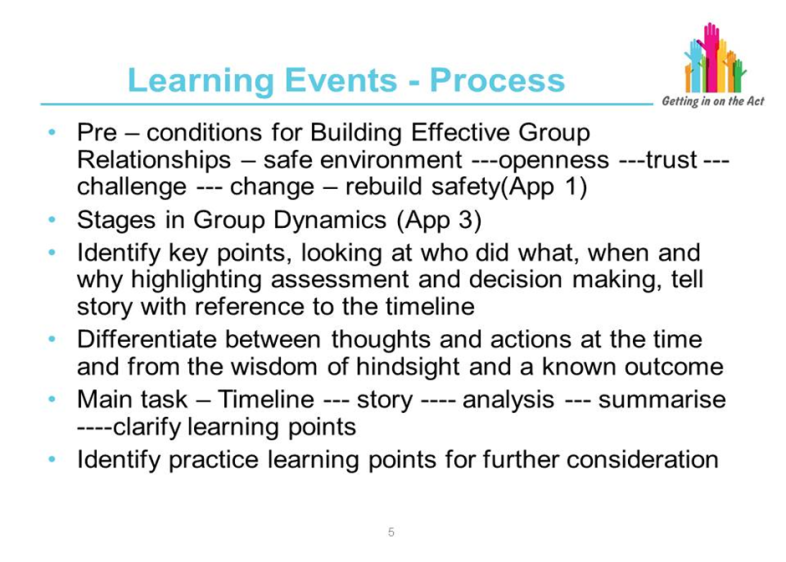 Learning Events - Process
Getting in on the Act
• Pre – conditions for Building Effective Group
Relationships – safe environment ---openness ---trust ---
challenge --- change – rebuild safety(App 1)
• Stages in Group Dynamics (App 3)
• Identify key points, looking at who did what, when and
why highlighting assessment and decision making, tell
story with reference to the timeline
• Differentiate between thoughts and actions at the time
and from the wisdom of hindsight and a known outcome
• Main task – Timeline --- story ---- analysis --- summarise
----clarify learning points
• Identify practice learning points for further consideration
5